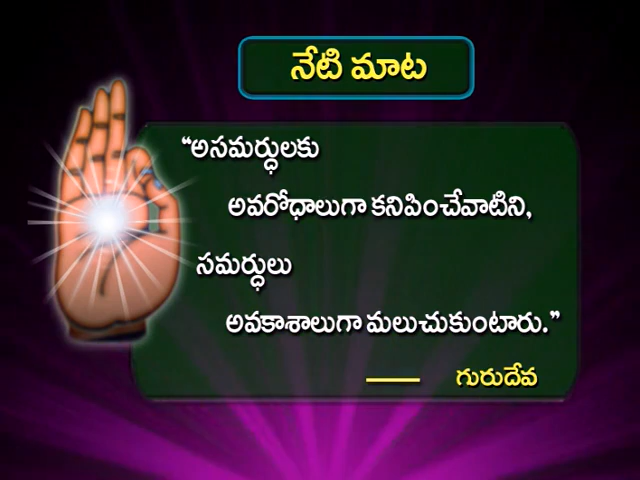 నేటి మాట
“అసమర్ధులకు
అవరోధాలుగా కనిపించేవాటిని,
సమర్ధులు
అవకాశాలుగా మలుచుకుంటారు.”
—— గురుదేవ